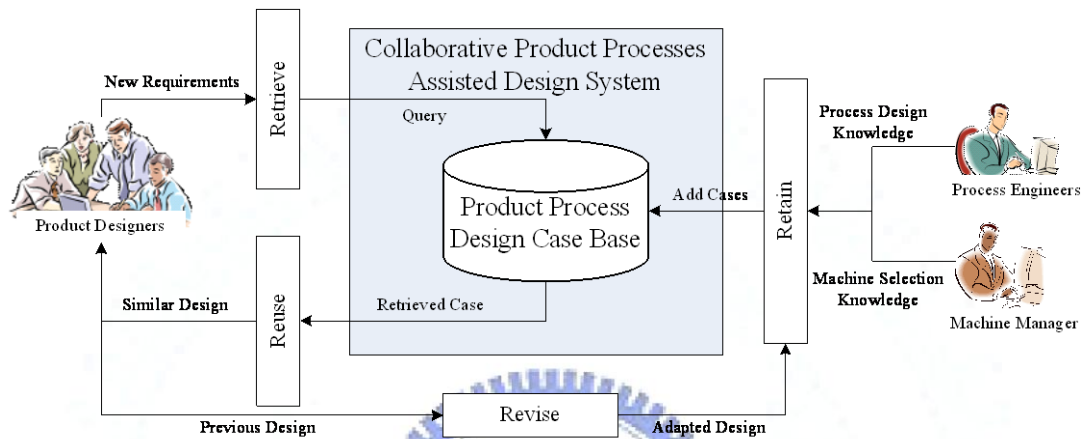 Collaborative Product Processes
Assisted Design System
New Requirements
Retrieve
Query
Process Design
Knowledge
Process Engineers
Product Process
Design Case Base
Add Cases
Retain
Product Designers
Similar Design
Reuse
Retrieved Case
Machine Selection
Knowledge
Machine Manager
Previous Design
Revise
Adapted Design